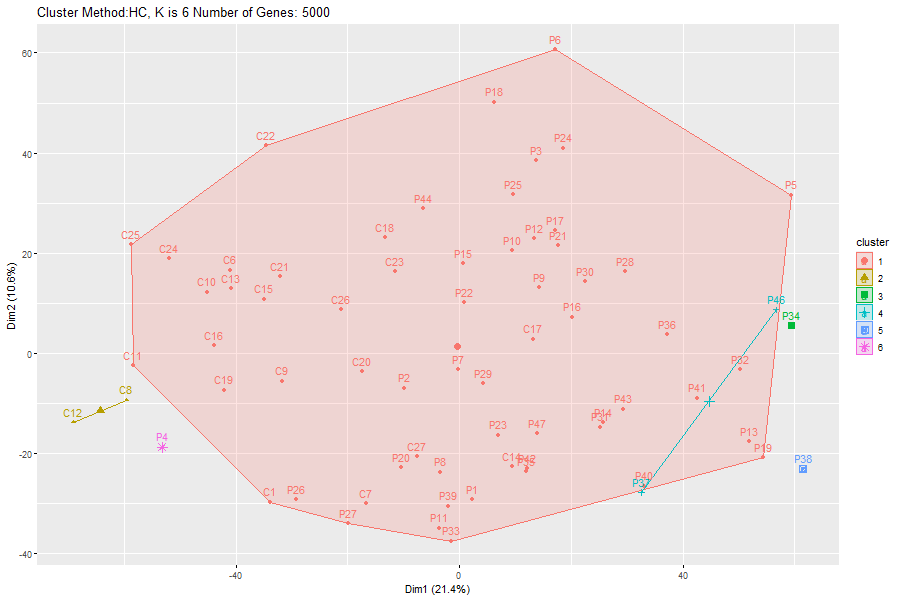 Cluster Method:HC, K is 6 Number of Genes: 5000
P6
60
P18
C22
P24
40
P3
P5
P25
P44
P17
C18
P12
P21
C25
P10
C24
20
P15
C6
C23
P28
C21
C13
P30
C10
P9
C15
P22
P46
C26
P16
P34
P36
C17
C16
0
C11
P7
C20
P32
C9
P29
C19
P2
P41
C8
P43
C12
P14
P31
P23
P47
P13
P4
-20
C27
P19
P20
P8
C14
P38
P40
P37
C1
P26
C7
P39
P1
P27
P11
P33
-40
-40
0
40
Dim1 (21.4%)
Dim2 (10.6%)
cluster
1
2
3
4
5
6